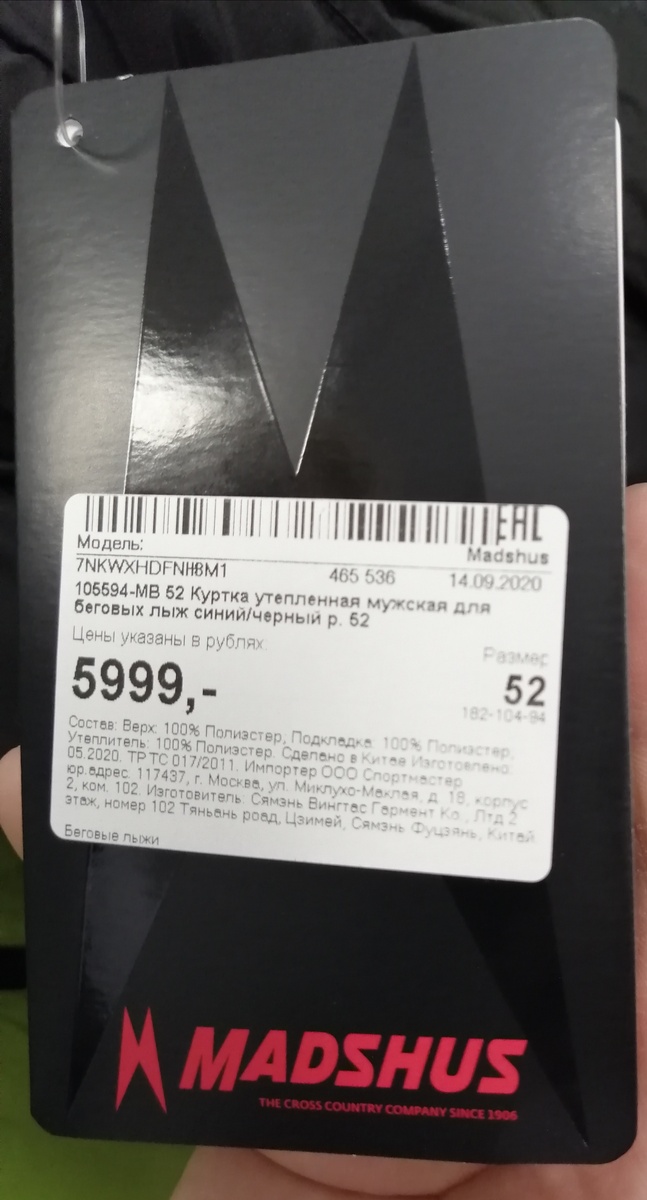 EAC
Модель:
Madshus
7NKWXHDFNH8M1 465 536 14.09.2020
105594-MB 52 Куртка утепленная мужская для
беговых лыж синий/черный р. 52
Цены указаны в рублях.
Размер
5999,-
52
182-104-94
Состав: Верх: 100% Полиэстер, Подкладка: 100% Полиэстер,
Утеплитель: 100% Полиэстер. Сделано в Китае Изготовлено:
05.2020. ТР ТС 017/2011. Импортер ООО Спортмастер
юр.адрес: 117437, г. Москва, ул. Миклухо-Маклая, д. 18, корпус
2, ком. 102. Изготовитель: Сямэнь Вингтас Гармент Ко., Лтд 2
этаж, номер 102 Тяньань роад, Цзимей, Сямэнь Фуцзянь, Китай.
Беговые лыжи
MADSHUS
THE CROSS COUNTRY COMPANY SINCE 1906